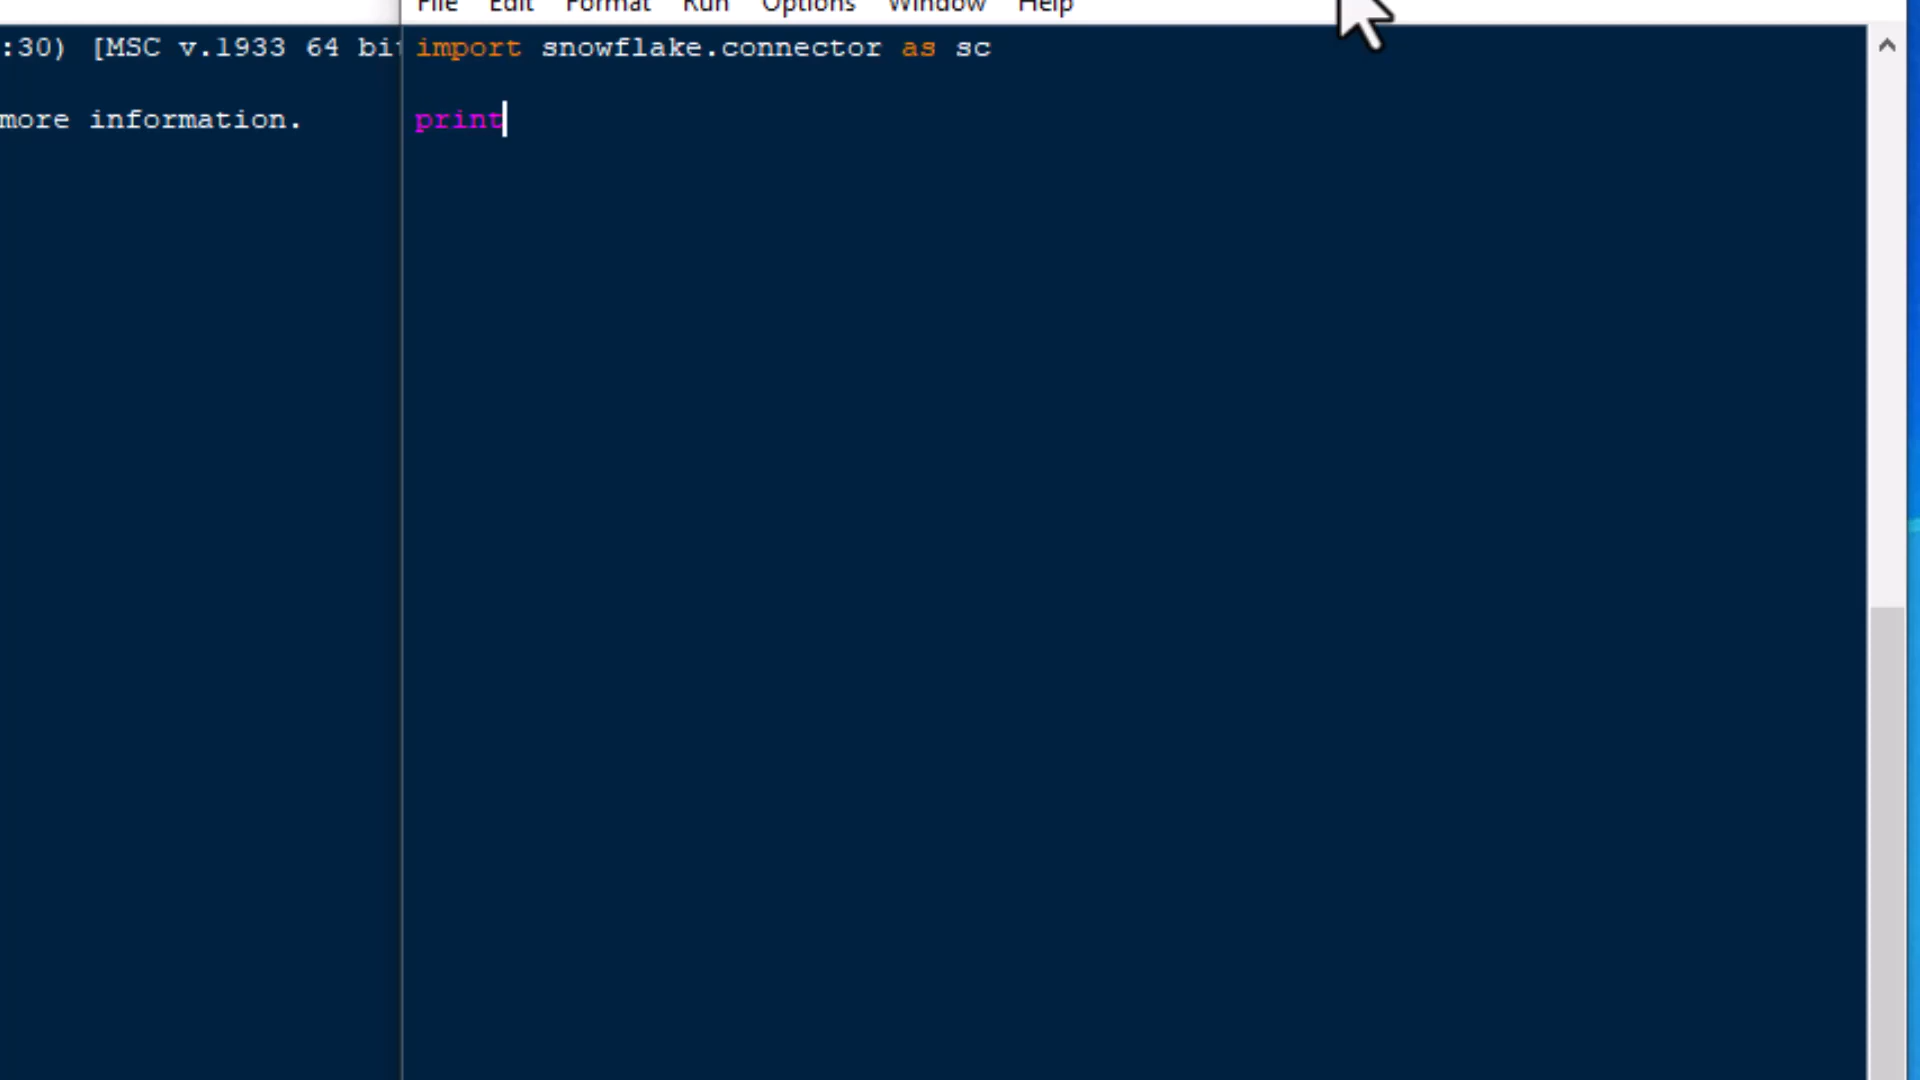 File Edit Format Run Options Window Help
:30) [MSC v.1933 64 bit
more information.
import snowflake.connector as sc
print